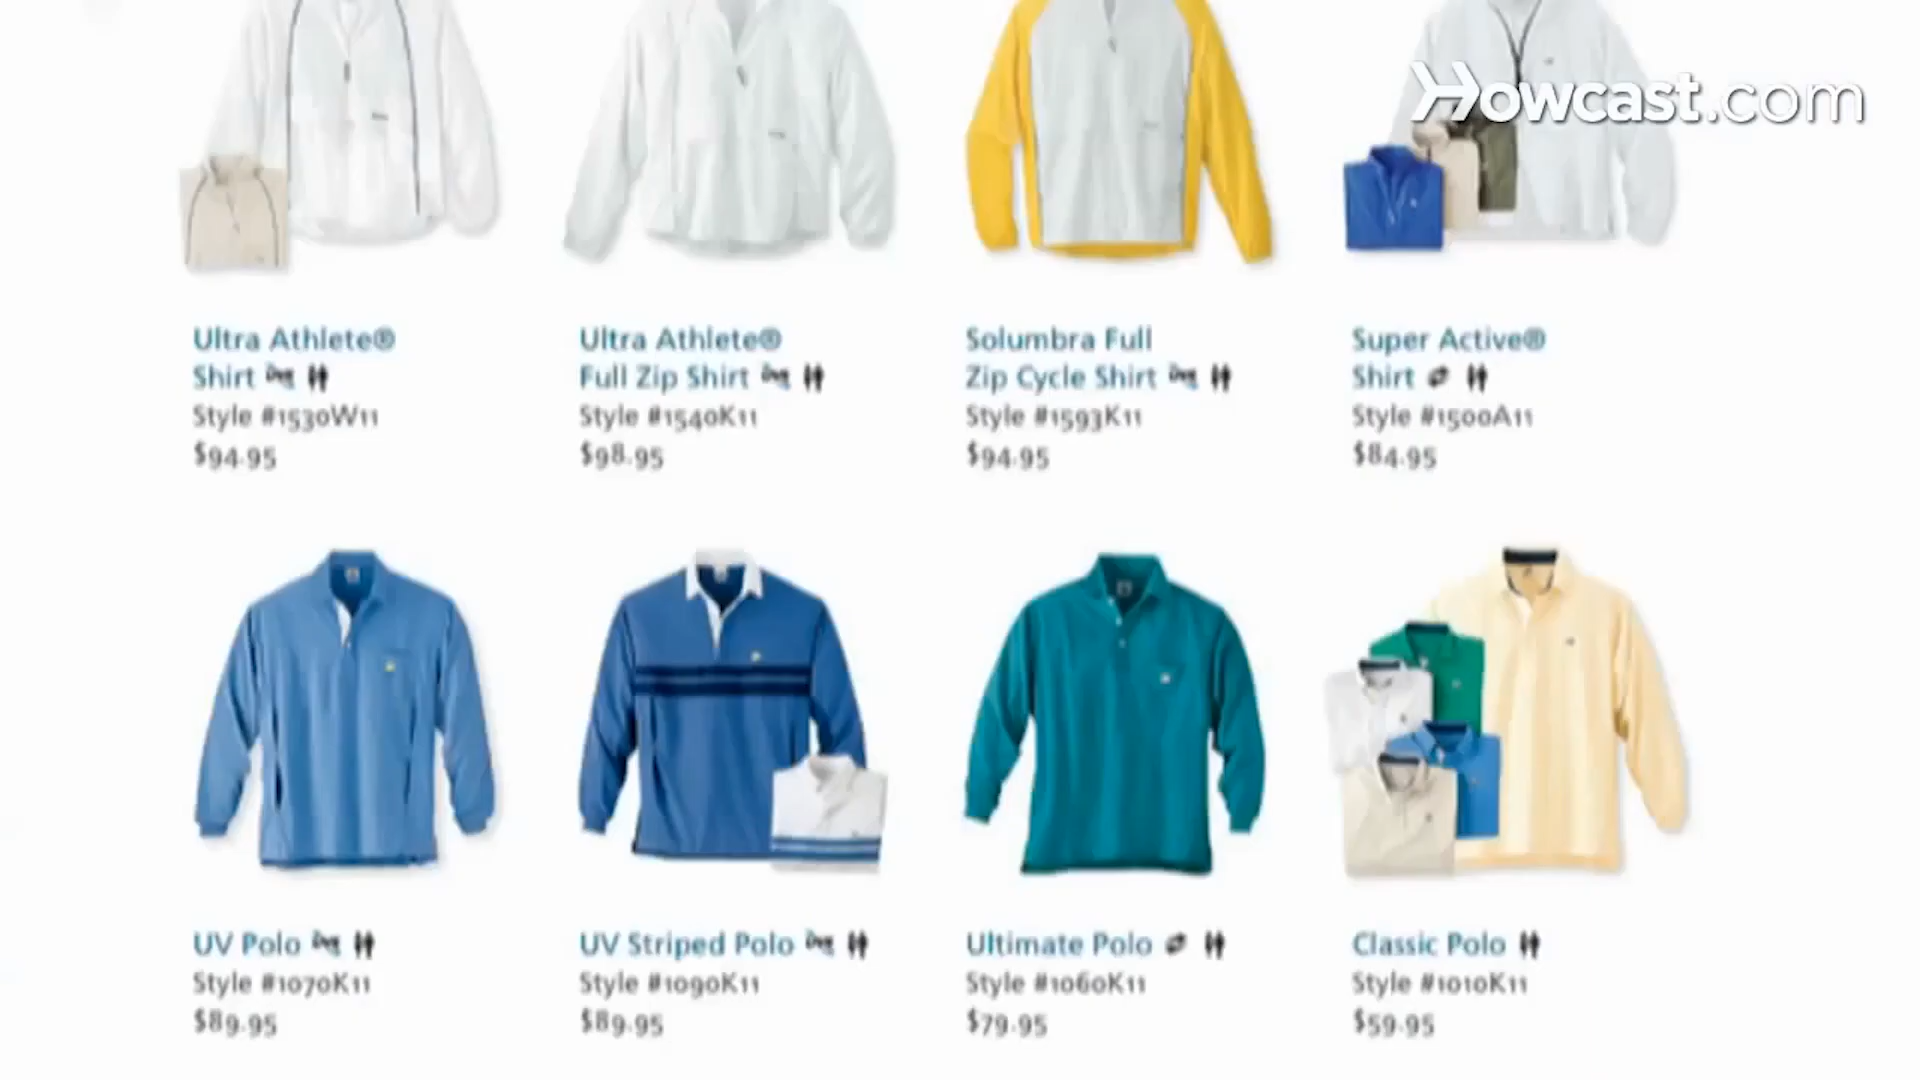 Howcast.com
Ultra Athlete®
Shirt
Style #1530W11
$94.95
Ultra Athlete®
Full Zip Shirt
Style #1540K11
$98.95
Solumbra Full
Zip Cycle Shirt
Style #1593K11
$94.95
Super Active®
Shirt
Style #1500A11
$84.95
UV Polo
Style #1070K11
$89.95
UV Striped Polo
Style #1090K11
$89.95
Ultimate Polo
Style #1060K11
$79.95
Classic Polo
Style #1010K11
$59.95